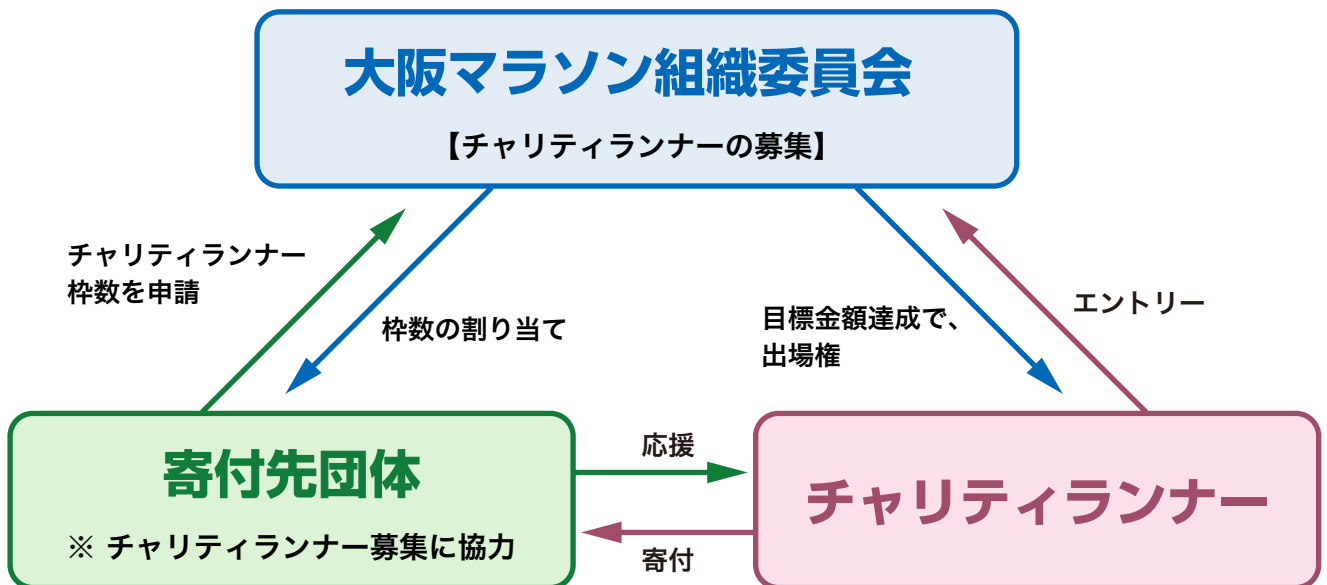 大阪マラソン組織委員会
【チャリティランナーの募集】
チャリティランナー
枠数を申請
枠数の割り当て
目標金額達成で、
出場権
エントリー
寄付先団体
※ チャリティランナー募集に協力
応援
寄付
チャリティランナー